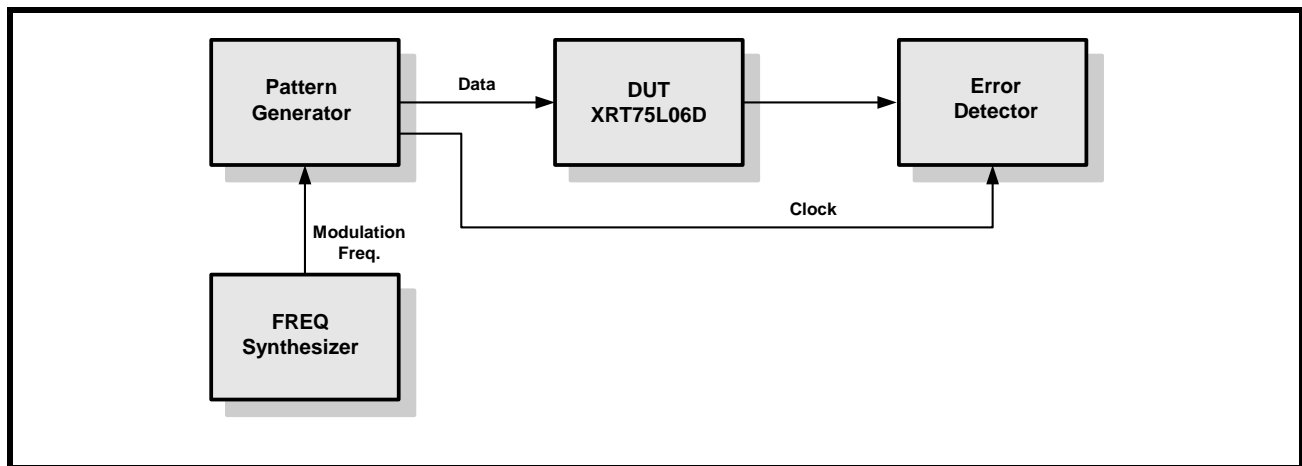 Pattern
Generator
Data
DUT
XRT75L06D
Error
Detector
Clock
Modulation
Freq.
FREQ
Synthesizer